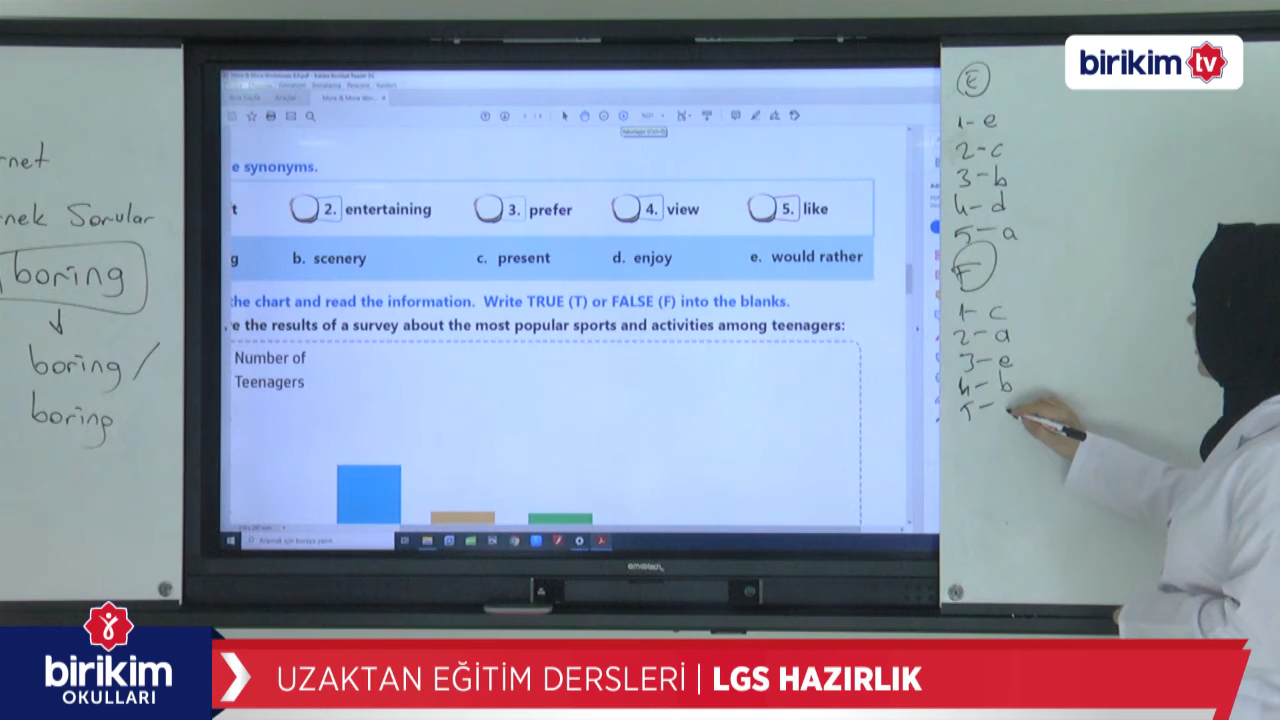 birikim tv
rnet
nek Sorular
boring
boring /
boring
e synonyms.
t
2. entertaining
3. prefer
4. view
5. like
g
b. scenery
c. present
d. enjoy
e. would rather
the chart and read the information. Write TRUE (T) or FALSE (F) into the blanks.
e the results of a survey about the most popular sports and activities among teenagers:
Number of
Teenagers
E
1-e
2-c
3-b
4-d
5-a
F
1-c
2-a
3-e
4-b
5-
birikim
OKULLARI
UZAKTAN EĞİTİM DERSLERİ | LGS HAZIRLIK